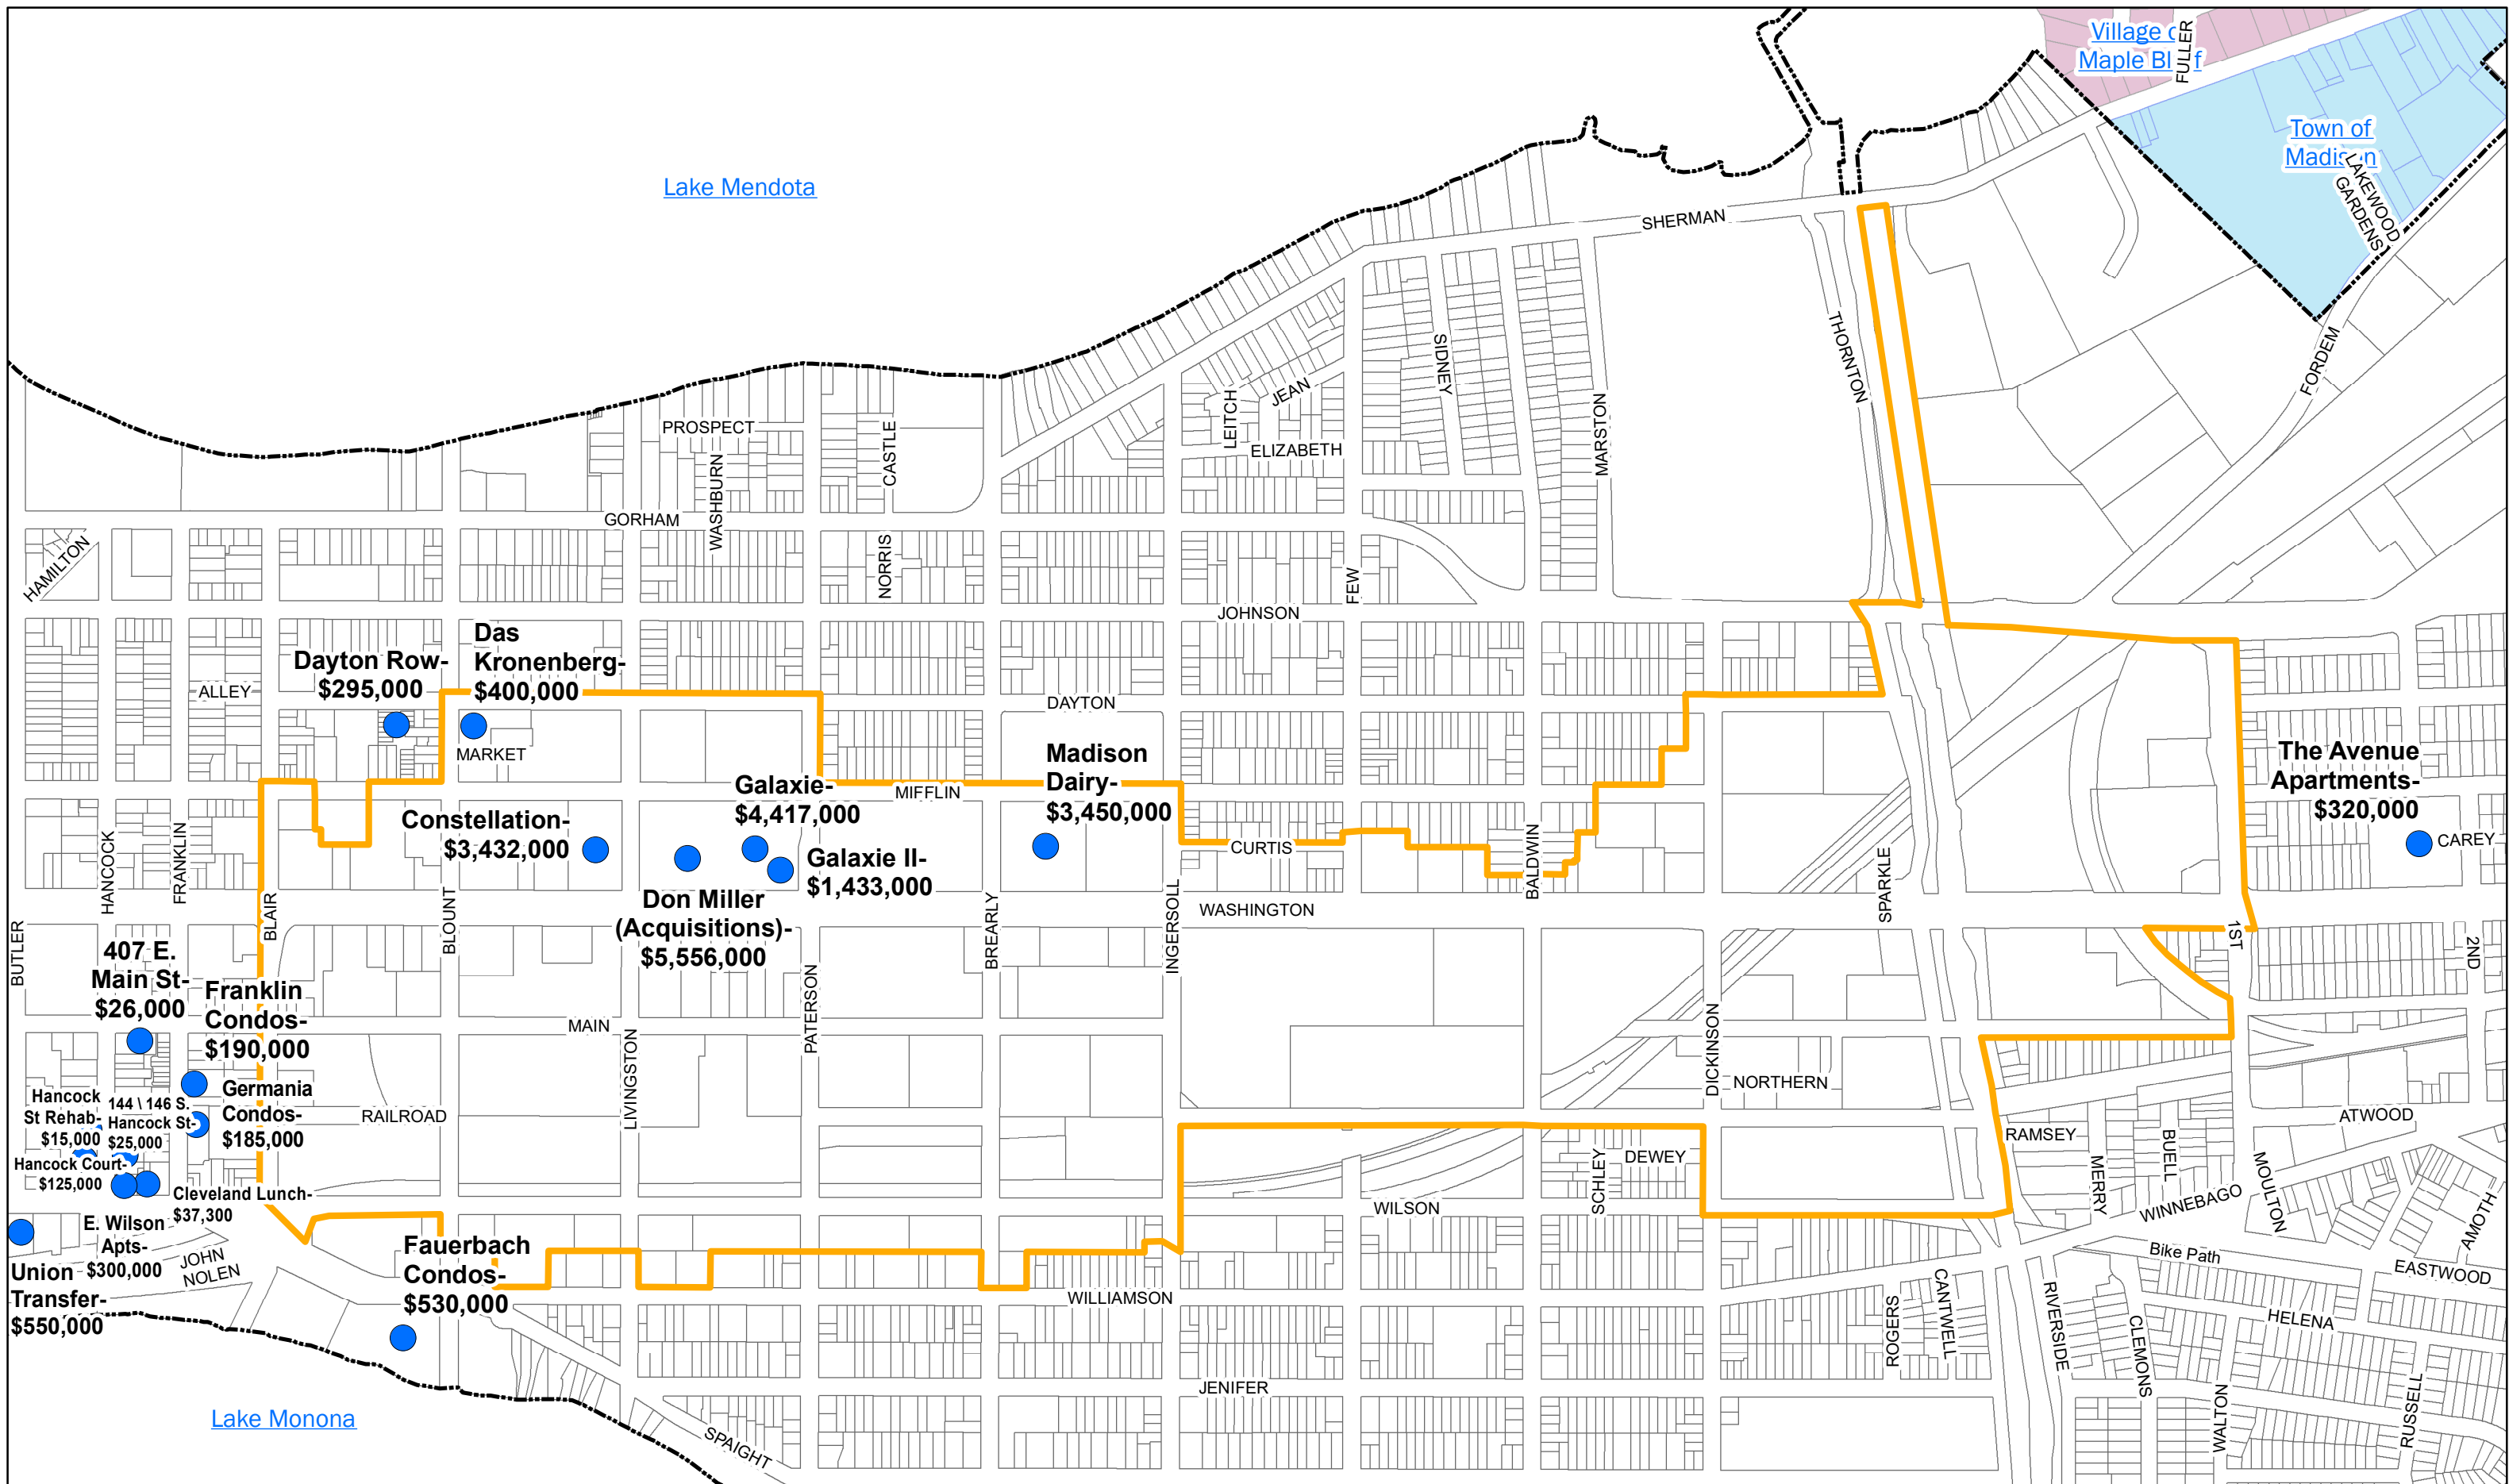 Village of
Maple Bluff
FULLER
Town of
Madison
LAKEWOOD
GARDENS
Lake Mendota
SHERMAN
THORNTON
FORDEM
SIDNEY
JEAN
LEITCH
MARSTON
PROSPECT
CASTLE
ELIZABETH
WASHBURN
GORHAM
HAMILTON
NORRIS
FEW
JOHNSON
Das
Kronenberg-
$400,000
Dayton Row-
$295,000
ALLEY
DAYTON
MARKET
Madison
Dairy-
$3,450,000
The Avenue
Apartments-
$320,000
Galaxie-
$4,417,000
MIFFLIN
Constellation-
$3,432,000
CURTIS
CAREY
BALDWIN
Galaxie II-
$1,433,000
HANCOCK
FRANKLIN
SPARKLE
BLAIR
BLOUNT
Don Miller
(Acquisitions)-
$5,556,000
WASHINGTON
BREARLY
INGERSOLL
1ST
2ND
BUTLER
407 E.
Main St-
$26,000
Franklin
Condos-
$190,000
PATERSON
MAIN
LIVINGSTON
DICKINSON
NORTHERN
Germania
Condos-
$185,000
Hancock
St Rehab-
$15,000
144 \ 146 S.
Hancock St-
$25,000
RAILROAD
ATWOOD
RAMSEY
BUELL
DEWEY
SCHLEY
MERRY
MOULTON
Hancock Court-
$125,000
Cleveland Lunch-
$37,300
WILSON
WINNEBAGO
AMOTH
E. Wilson
Apts-
$300,000
JOHN
NOLEN
Fauerbach
Condos-
$530,000
Bike Path
EASTWOOD
Union
Transfer-
$550,000
WILLIAMSON
ROGERS
CANTWELL
RIVERSIDE
CLEMONS
HELENA
JENIFER
WALTON
RUSSELL
Lake Monona
SPAIGHT